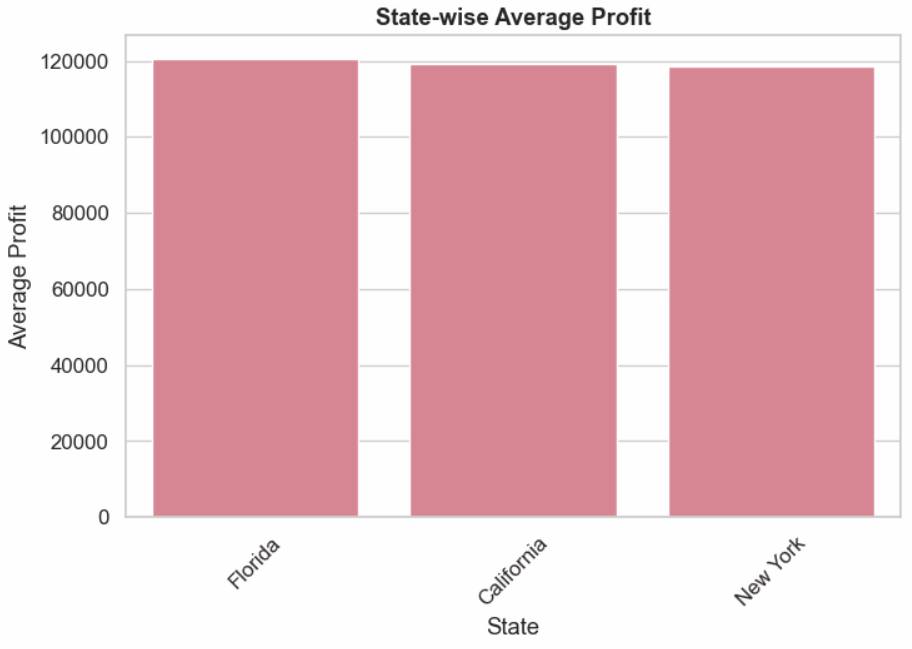 State-wise Average Profit
Average Profit
120000
100000
80000
60000
40000
20000
0
Florida
California
New York
State